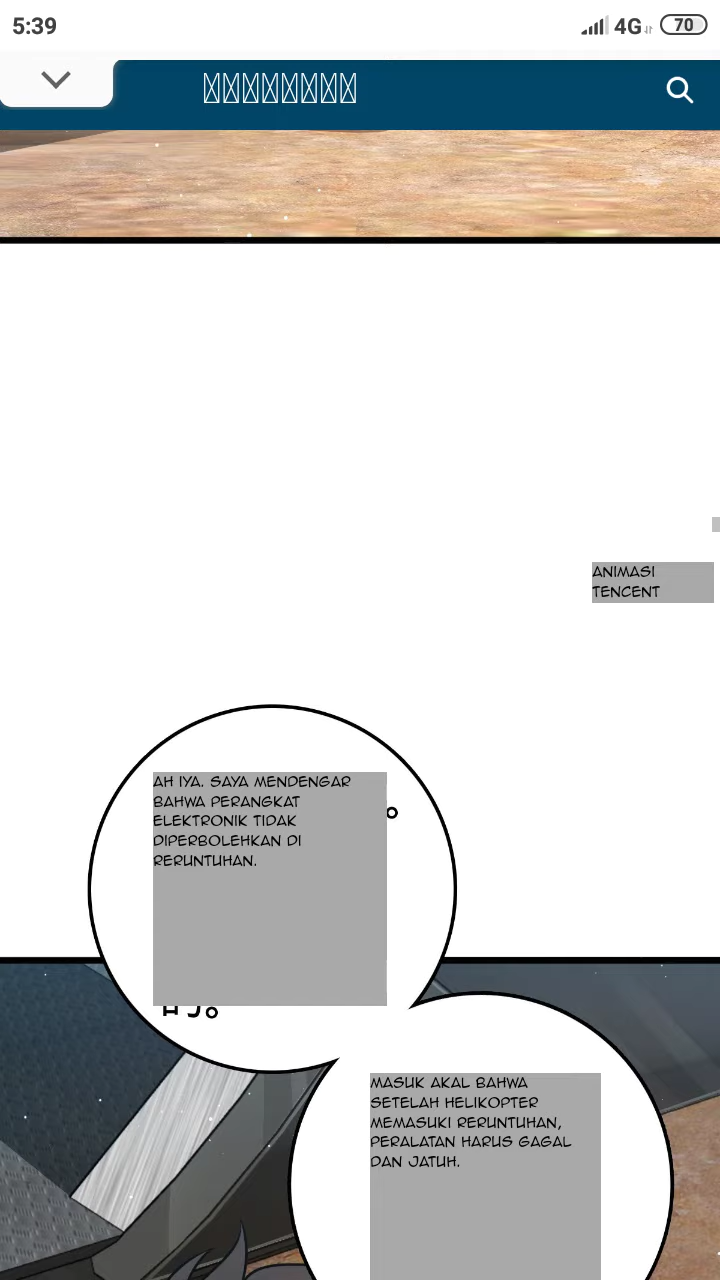 5:39
4G
70
ANIMASI
TENCENT
AH IYA. SAYA MENDENGAR
BAHWA PERANGKAT
ELEKTRONIK TIDAK
DIPERBOLEHKAN DI
RERUNTUHAN.
MASUK AKAL BAHWA
SETELAH HELIKOPTER
MEMASUKI RERUNTUHAN,
PERALATAN HARUS GAGAL
DAN JATUH.